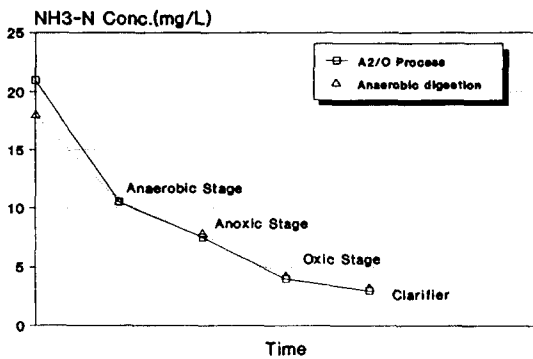 NH3-N Conc.(mg/L)
25
A2/O Process
Anaerobic digestion
20
15
Anaerobic Stage
10
Anoxic Stage
5
Oxic Stage
Clarifier
0
Time